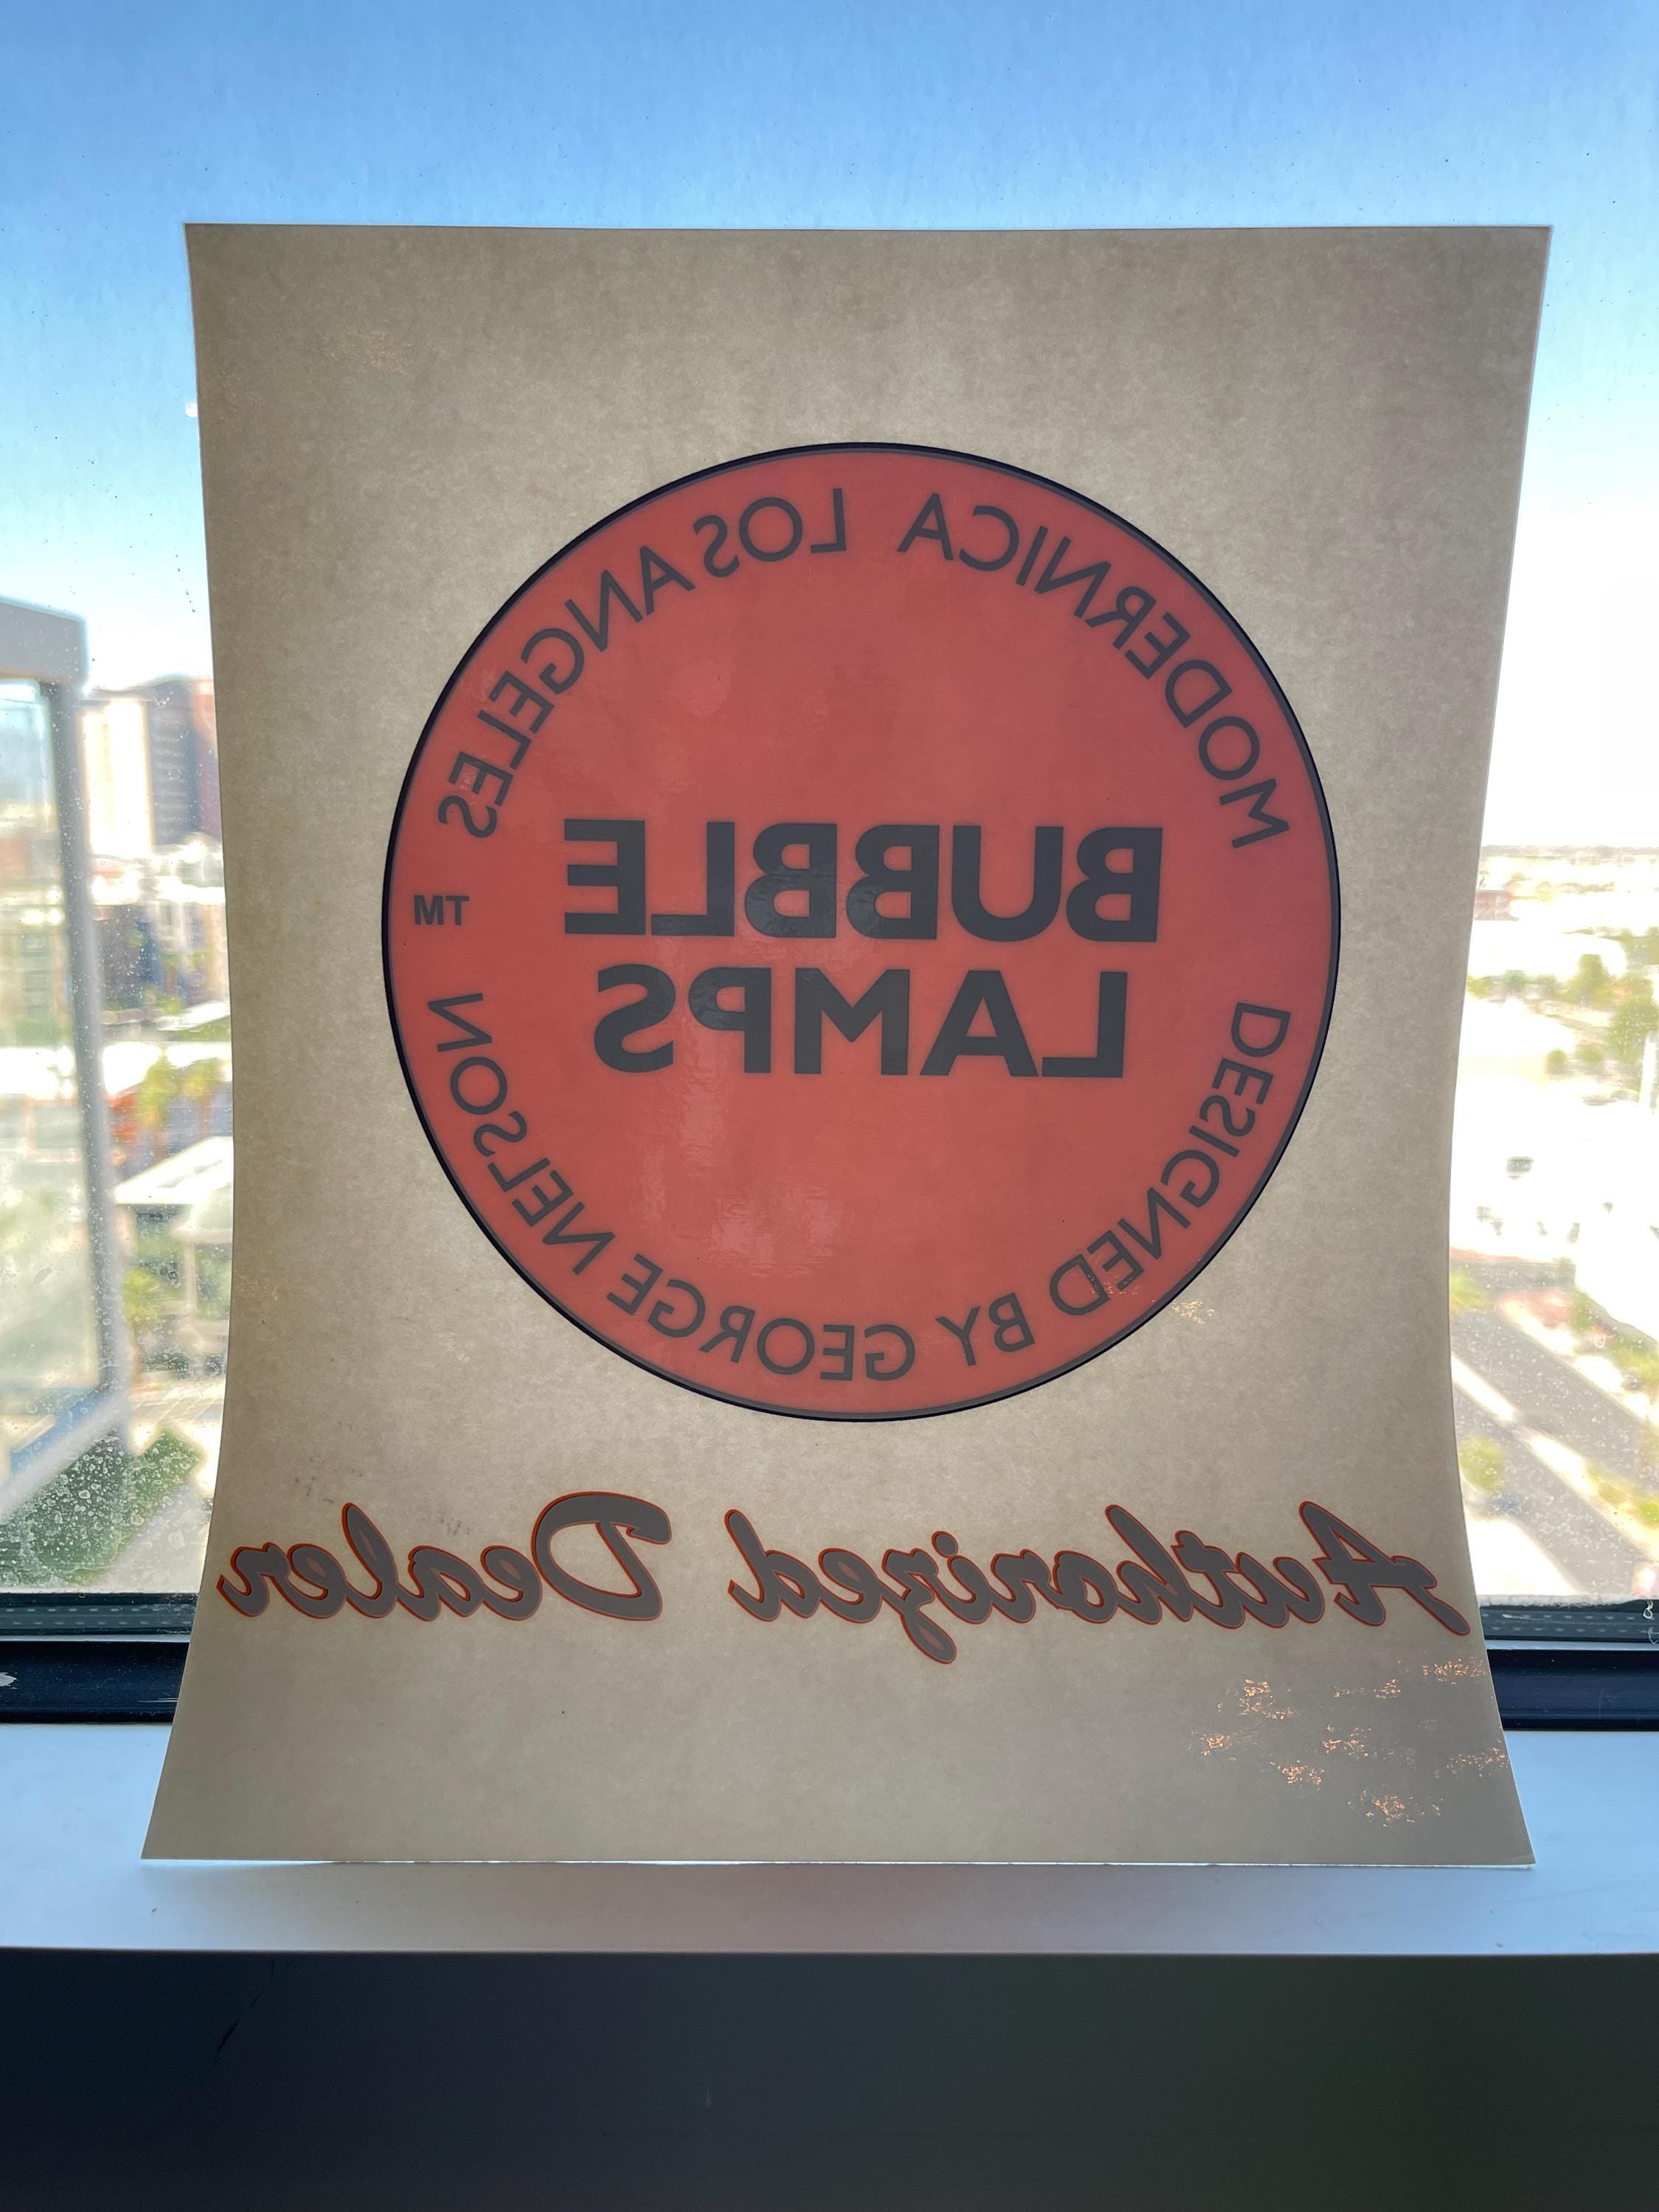 MODERNICA LOS ANGELES
BUBBLE
LAMPS
TM
DESIGNED BY GEORGE NELSON
Authorized Dealer